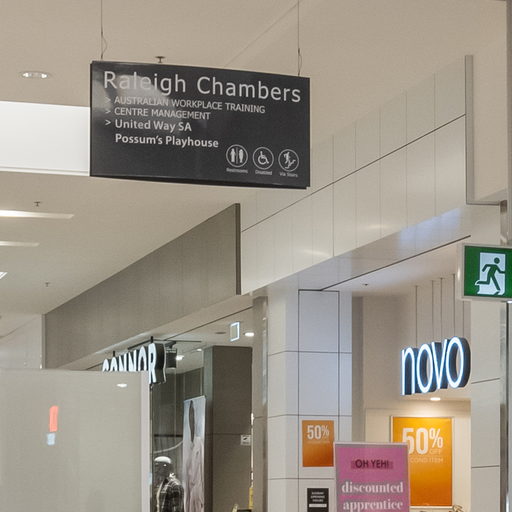 Raleigh Chambers
> AUSTRALIAN WORKPLACE TRAINING
> CENTRE MANAGEMENT
> United Way SA
Possum's Playhouse
Restrooms Disabled Via Stairs
CONNOR
novo
50%
50%
OFF
OH YEH!
discounted
apprentice